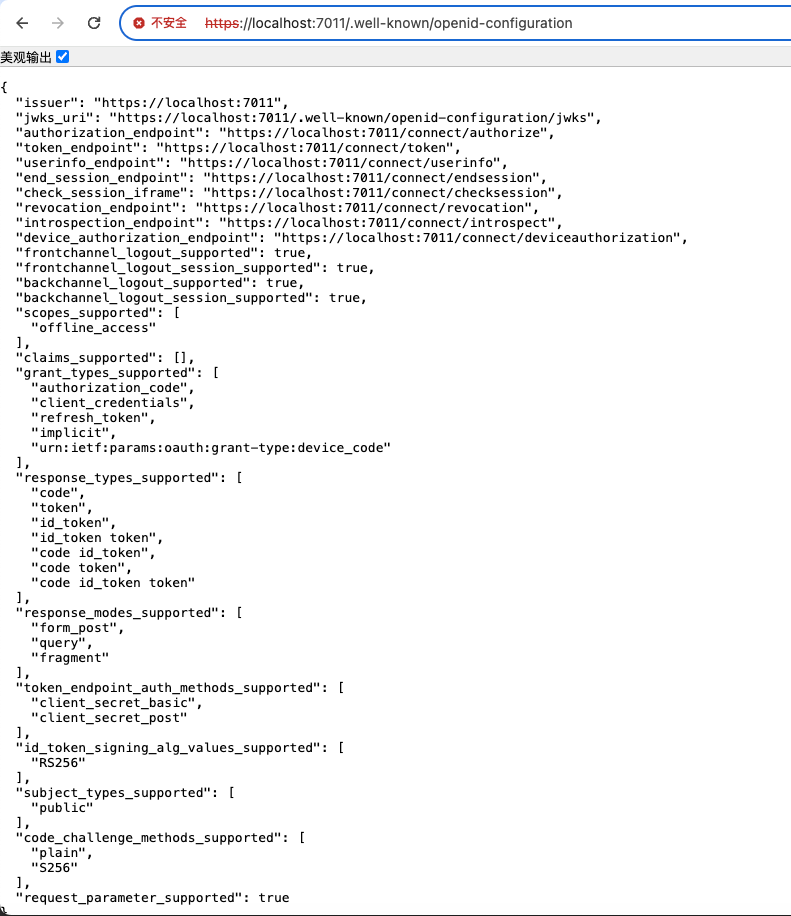 不安全 https://localhost:7011/.well-known/openid-configuration
美观输出
{
"issuer": "https://localhost:7011",
"jwks_uri": "https://localhost:7011/.well-known/openid-configuration/jwks",
"authorization_endpoint": "https://localhost:7011/connect/authorize",
"token_endpoint": "https://localhost:7011/connect/token",
"userinfo_endpoint": "https://localhost:7011/connect/userinfo",
"end_session_endpoint": "https://localhost:7011/connect/endsession",
"check_session_iframe": "https://localhost:7011/connect/checksession",
"revocation_endpoint": "https://localhost:7011/connect/revocation",
"introspection_endpoint": "https://localhost:7011/connect/introspect",
"device_authorization_endpoint": "https://localhost:7011/connect/deviceauthorization",
"frontchannel_logout_supported": true,
"frontchannel_logout_session_supported": true,
"backchannel_logout_supported": true,
"backchannel_logout_session_supported": true,
"scopes_supported": [
"offline_access"
],
"claims_supported": [],
"grant_types_supported": [
"authorization_code",
"client_credentials",
"refresh_token",
"implicit",
"urn:ietf:params:oauth:grant-type:device_code"
],
"response_types_supported": [
"code",
"token",
"id_token",
"id_token token",
"code id_token",
"code token",
"code id_token token"
],
"response_modes_supported": [
"form_post",
"query",
"fragment"
],
"token_endpoint_auth_methods_supported": [
"client_secret_basic",
"client_secret_post"
],
"id_token_signing_alg_values_supported": [
"RS256"
],
"subject_types_supported": [
"public"
],
"code_challenge_methods_supported": [
"plain",
"S256"
],
"request_parameter_supported": true
}